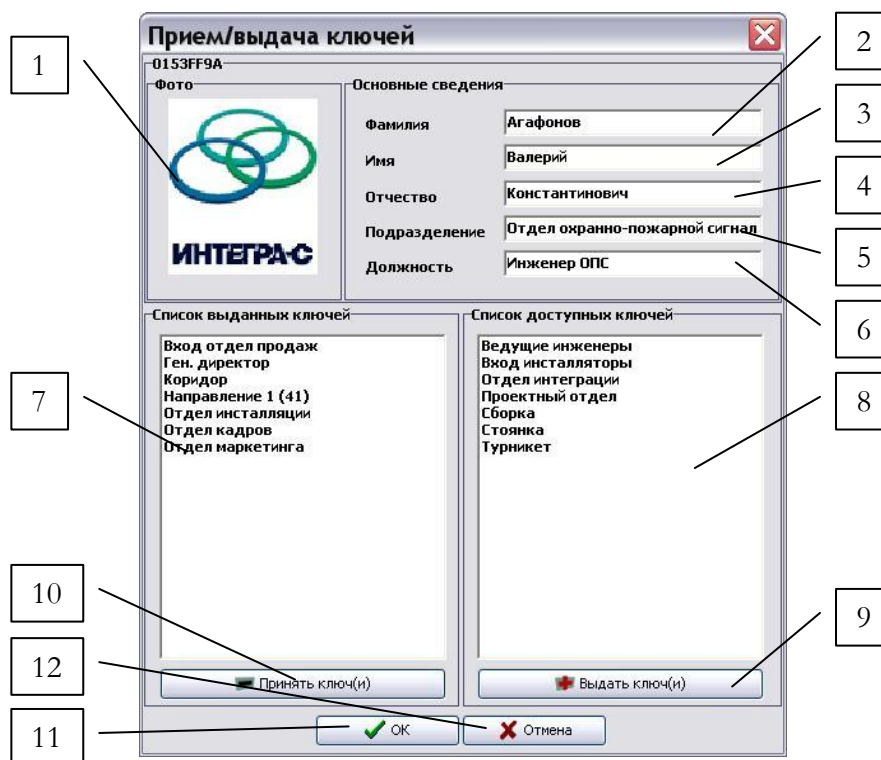 Прием/выдача ключей
0153FF9A
Фото
Основные сведения
Фамилия
Агафонов
Имя
Валерий
Отчество
Константинович
Подразделение
Отдел охранно-пожарной сигнал
Должность
Инженер ОПС
ИНТЕГРА-С
Список выданных ключей
Вход отдел продаж
Ген. директор
Коридор
Направление 1 (41)
Отдел инсталляции
Отдел кадров
Отдел маркетинга
Список доступных ключей
Ведущие инженеры
Вход инсталляторы
Отдел интеграции
Проектный отдел
Сборка
Стоянка
Турникет
Принять ключ(и)
Выдать ключ(и)
OK
Отмена
1
2
3
4
5
6
7
8
10
9
12
11